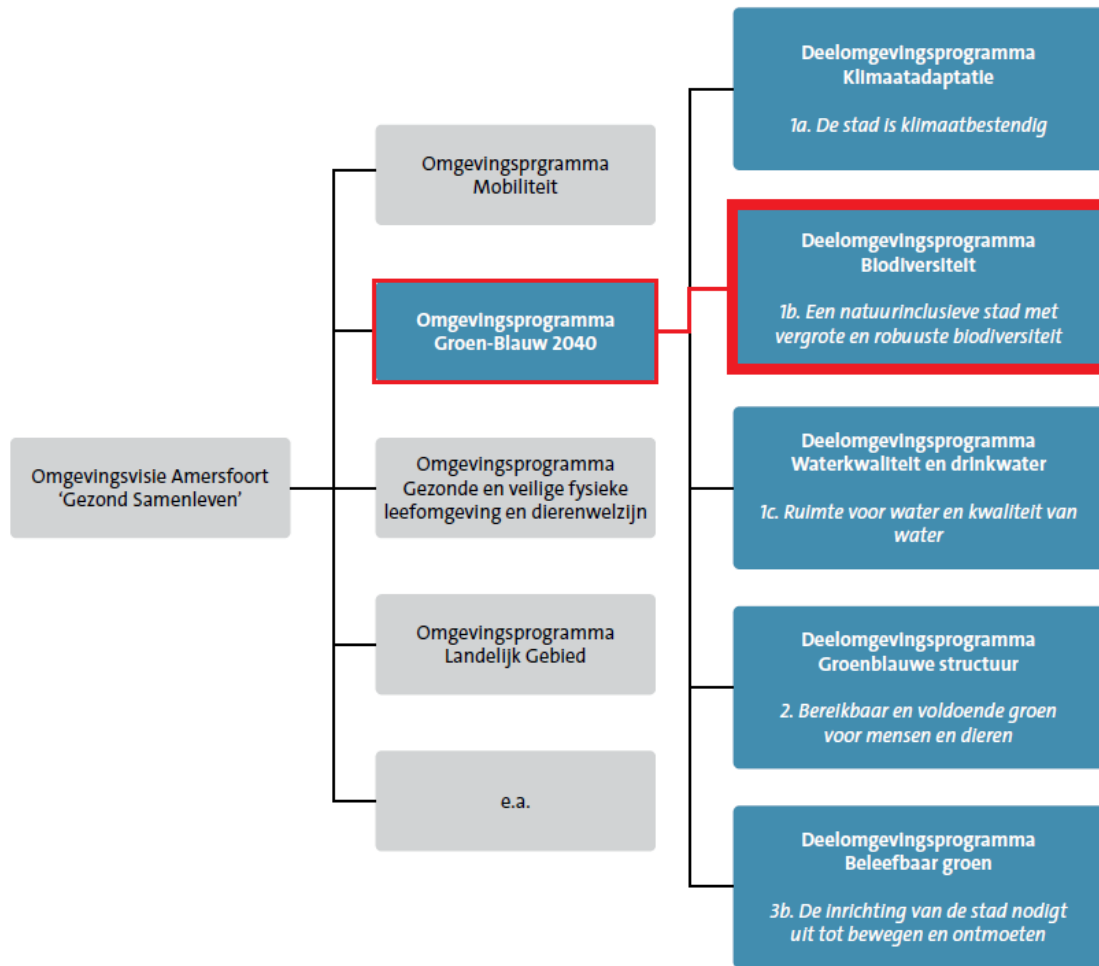 Omgevingsvisie Amersfoort
‘Gezond Samenleven’
Omgevingsprgramma
Mobiliteit
Omgevingsprogramma
Groen-Blauw 2040
Omgevingsprogramma
Gezonde en veilige fysieke
leefomgeving en dierenwelzijn
Omgevingsprogramma
Landelijk Gebied
e.a.
Deelomgevingsprogramma
Klimaatadaptatie
1a. De stad is klimaatbestendig
Deelomgevingsprogramma
Biodiversiteit
1b. Een natuurinclusieve stad met
vergrote en robuuste biodiversiteit
Deelomgevingsprogramma
Waterkwaliteit en drinkwater
1c. Ruimte voor water en kwaliteit van
water
Deelomgevingsprogramma
Groenblauwe structuur
2. Bereikbaar en voldoende groen
voor mensen en dieren
Deelomgevingsprogramma
Beleefbaar groen
3b. De inrichting van de stad nodigt
uit tot bewegen en ontmoeten